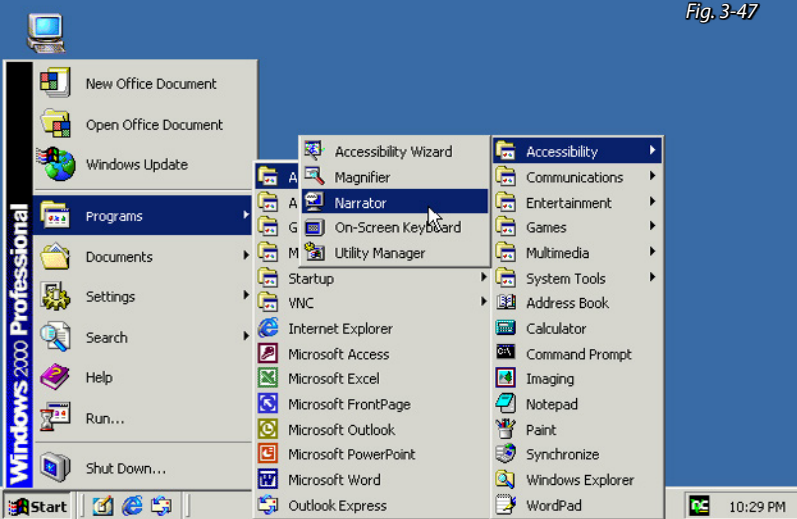 Fig. 3-47
New Office Document
Open Office Document
Windows Update
Programs
Documents
Settings
Search
Help
Run...
Shut Down...
Windows 2000 Professional
A
A
G
M
Startup
VNC
Internet Explorer
Microsoft Access
Microsoft Excel
Microsoft FrontPage
Microsoft Outlook
Microsoft PowerPoint
Microsoft Word
Outlook Express
Accessibility Wizard
Magnifier
Narrator
On-Screen Keyboard
Utility Manager
Accessibility
Communications
Entertainment
Games
Multimedia
System Tools
Address Book
Calculator
Command Prompt
Imaging
Notepad
Paint
Synchronize
Windows Explorer
WordPad
Start
10:29 PM